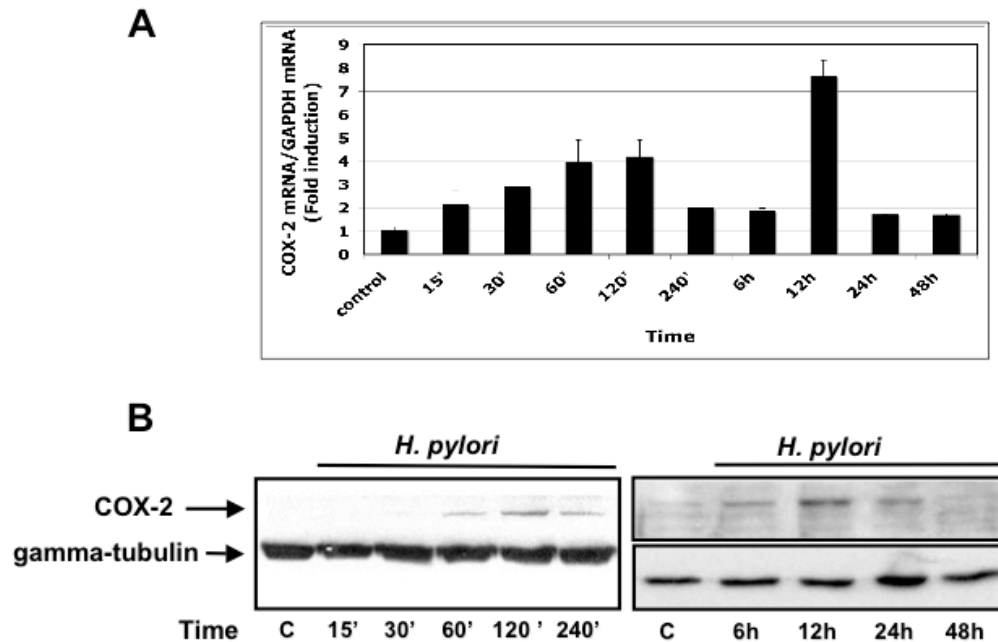 A
COX-2 mRNA/GAPDH mRNA
(Fold induction)
9
8
7
6
5
4
3
2
1
0
control 15' 30' 60' 120' 240' 6h 12h 24h 48h
Time
B
H. pylori H. pylori
COX-2
gamma-tubulin
Time C 15' 30' 60' 120 ' 240' C 6h 12h 24h 48h